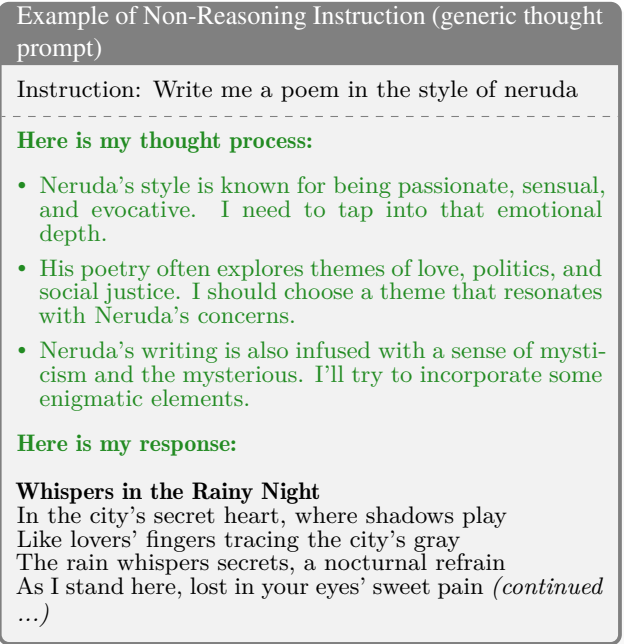 Example of Non-Reasoning Instruction (generic thought
prompt)
Instruction: Write me a poem in the style of neruda
Here is my thought process:
• Neruda's style is known for being passionate, sensual,
and evocative. I need to tap into that emotional
depth.
• His poetry often explores themes of love, politics, and
social justice. I should choose a theme that resonates
with Neruda's concerns.
• Neruda's writing is also infused with a sense of mysti-
cism and the mysterious. I'll try to incorporate some
enigmatic elements.
Here is my response:
Whispers in the Rainy Night
In the city's secret heart, where shadows play
Like lovers' fingers tracing the city's gray
The rain whispers secrets, a nocturnal refrain
As I stand here, lost in your eyes' sweet pain (continued
...)